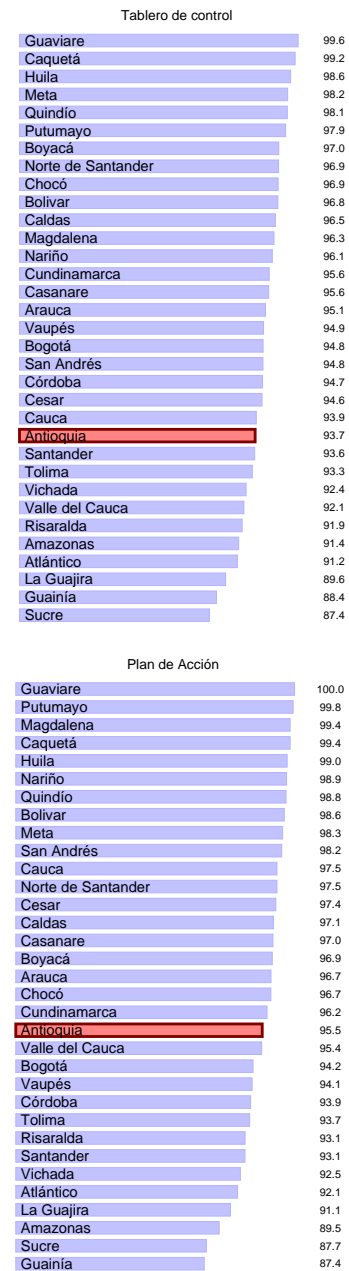 Tablero de control
Guaviare 99.6
Caquetá 99.2
Huila 98.6
Meta 98.2
Quindío 98.1
Putumayo 97.9
Boyacá 97.0
Norte de Santander 96.9
Chocó 96.9
Bolivar 96.8
Caldas 96.5
Magdalena 96.3
Nariño 96.1
Cundinamarca 95.6
Casanare 95.6
Arauca 95.1
Vaupés 94.9
Bogotá 94.8
San Andrés 94.8
Córdoba 94.7
Cesar 94.6
Cauca 93.9
Antioquia 93.7
Santander 93.6
Tolima 93.3
Vichada 92.4
Valle del Cauca 92.1
Risaralda 91.9
Amazonas 91.4
Atlántico 91.2
La Guajira 89.6
Guainía 88.4
Sucre 87.4
Plan de Acción
Guaviare 100.0
Putumayo 99.8
Magdalena 99.4
Caquetá 99.4
Huila 99.0
Nariño 98.9
Quindío 98.8
Bolivar 98.6
Meta 98.3
San Andrés 98.2
Cauca 97.5
Norte de Santander 97.5
Cesar 97.4
Caldas 97.1
Casanare 97.0
Boyacá 96.9
Arauca 96.7
Chocó 96.7
Cundinamarca 96.2
Antioquia 95.5
Valle del Cauca 95.4
Bogotá 94.2
Vaupés 94.1
Córdoba 93.9
Tolima 93.7
Risaralda 93.1
Santander 93.1
Vichada 92.5
Atlántico 92.1
La Guajira 91.1
Amazonas 89.5
Sucre 87.7
Guainía 87.4